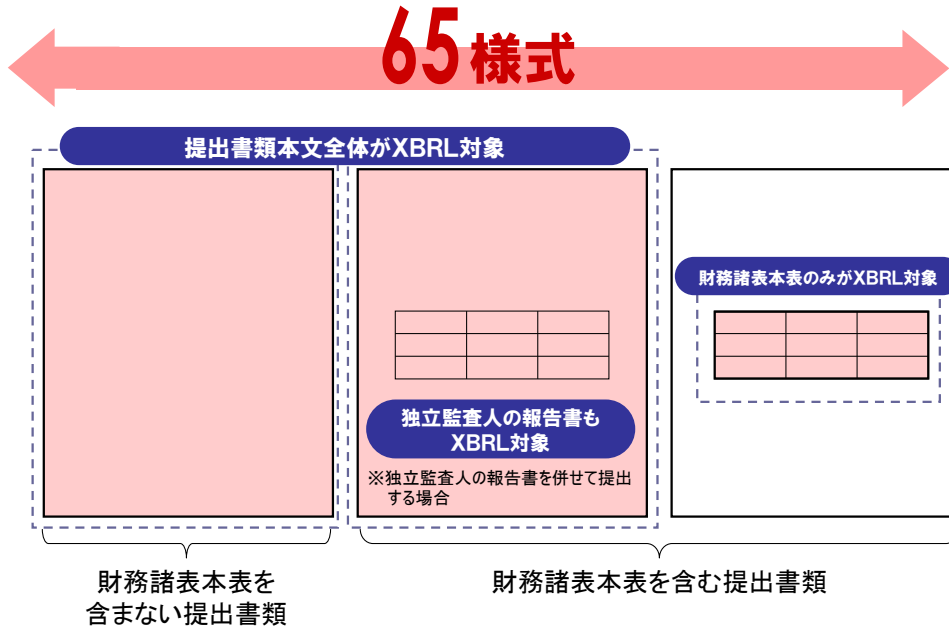 65様式
提出書類本文全体がXBRL対象
財務諸表本表のみがXBRL対象
独立監査人の報告書も
XBRL対象
※独立監査人の報告書を併せて提出
する場合
財務諸表本表を
含まない提出書類
財務諸表本表を含む提出書類